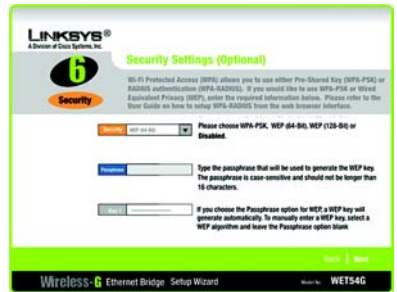 LINKSYS®
A Division of Cisco Systems, Inc.
6
Security
Security Settings (Optional)
Wi-Fi Protected Access (WPA) allows you to use either Pre-Shared Key (WPA-PSK) or
RADIUS authentication (WPA-RADIUS). If you would like to use WPA-PSK or Wired
Equivalent Privacy (WEP), enter the required information below. Please refer to the
User Guide on how to setup WPA-RADIUS from the web browser interface.
Security WEP (64-Bit)
Please choose WPA-PSK, WEP (64-Bit), WEP (128-Bit) or
Disabled.
Passphrase
Type the passphrase that will be used to generate the WEP key.
The passphrase is case-sensitive and should not be longer than
16 characters.
Key 1
If you choose the Passphrase option for WEP, a WEP key will
generate automatically. To manually enter a WEP key, select a
WEP algorithm and leave the Passphrase option blank
Back | Next
Wireless-G Ethernet Bridge Setup Wizard Model No. WET54G